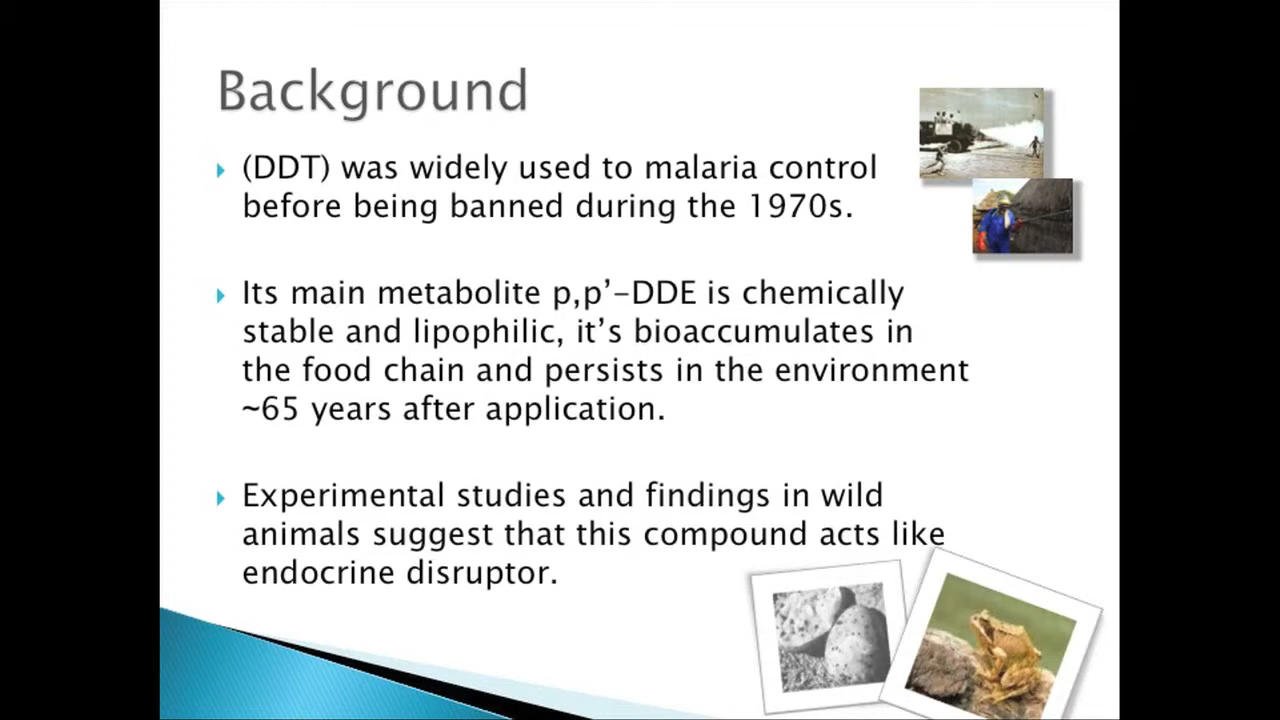 Background
(DDT) was widely used to malaria control
before being banned during the 1970s.
Its main metabolite p,p’-DDE is chemically
stable and lipophilic, it’s bioaccumulates in
the food chain and persists in the environment
~65 years after application.
Experimental studies and findings in wild
animals suggest that this compound acts like
endocrine disruptor.